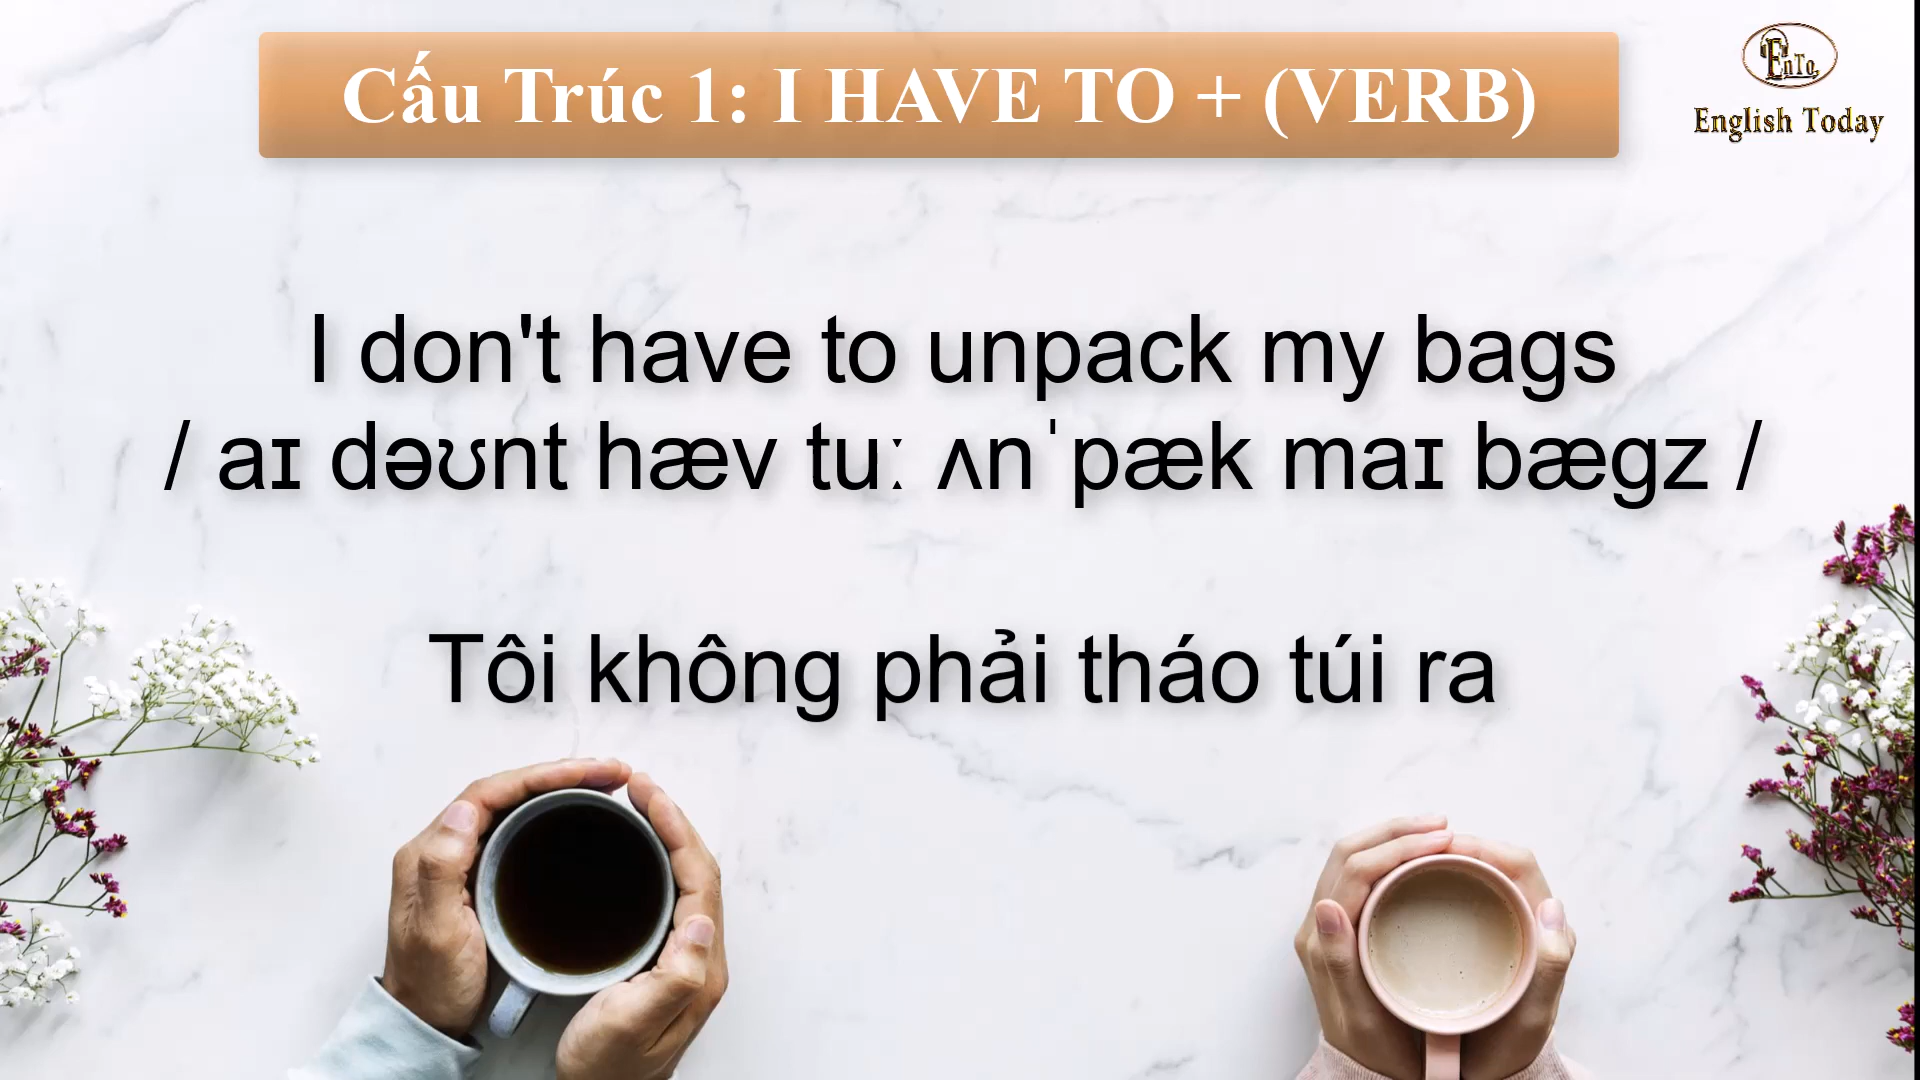 Cấu Trúc 1: I HAVE TO + (VERB)
EnTo
English Today
I don't have to unpack my bags
/ aɪ dəʊnt hæv tuː ʌnˈpæk maɪ bægz /
Tôi không phải tháo túi ra